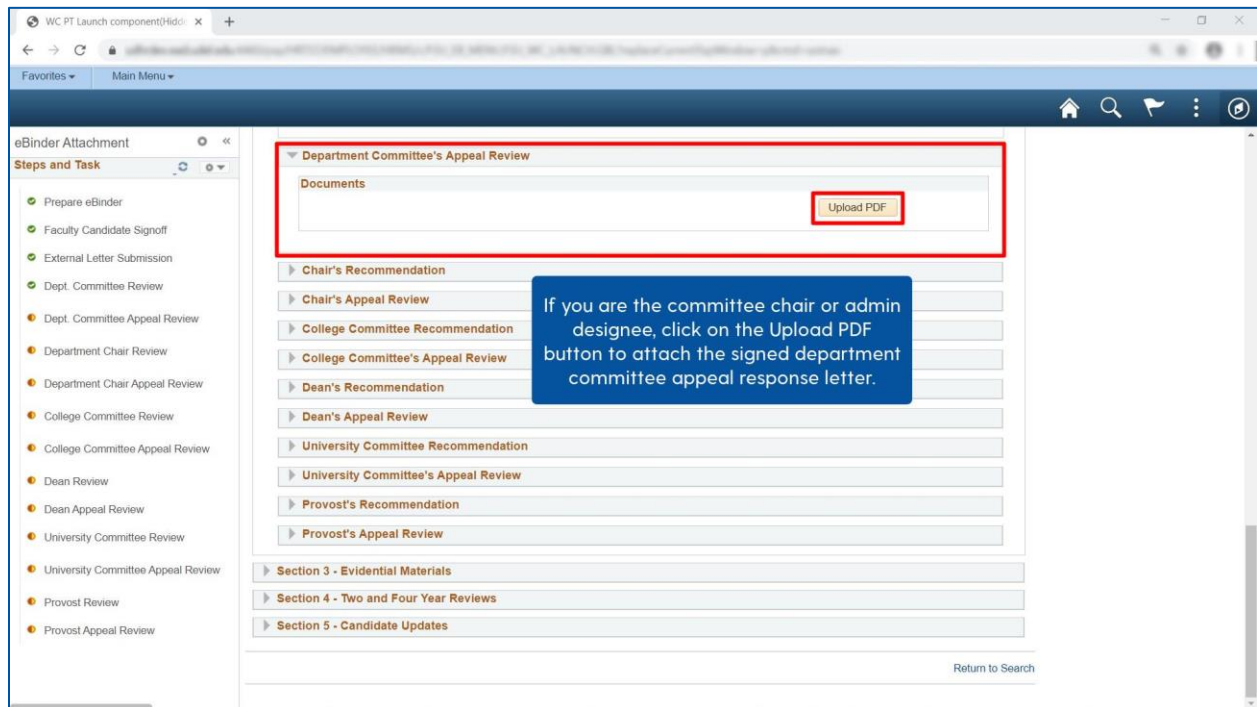 WC PT Launch component(Hidd
Favorites
Main Menu
eBinder Attachment
Steps and Task
Prepare eBinder
Faculty Candidate Signoff
External Letter Submission
Dept. Committee Review
Dept. Committee Appeal Review
Department Chair Review
Department Chair Appeal Review
College Committee Review
College Committee Appeal Review
Dean Review
Dean Appeal Review
University Committee Review
University Committee Appeal Review
Provost Review
Provost Appeal Review
Department Committee's Appeal Review
Documents
Upload PDF
Chair's Recommendation
Chair's Appeal Review
College Committee Recommendation
College Committee's Appeal Review
Dean's Recommendation
Dean's Appeal Review
University Committee Recommendation
University Committee's Appeal Review
Provost's Recommendation
Provost's Appeal Review
If you are the committee chair or admin
designee, click on the Upload PDF
button to attach the signed department
committee appeal response letter.
Section 3 - Evidential Materials
Section 4 - Two and Four Year Reviews
Section 5 - Candidate Updates
Return to Search